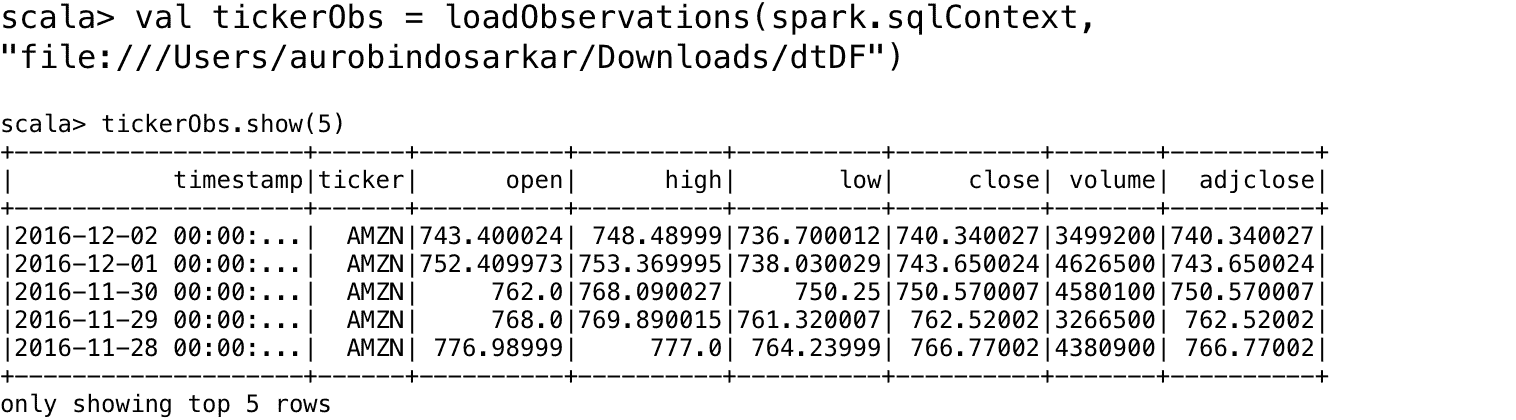 scala> val tickerObs = loadObservations(spark.sqlContext,
"file:///Users/aurobindosarkar/Downloads/dtDF")
scala> tickerObs.show(5)
+--------------------+------+----------+----------+----------+----------+-------+----------+
|           timestamp|ticker|      open|      high|       low|     close| volume|  adjclose|
+--------------------+------+----------+----------+----------+----------+-------+----------+
|2016-12-02 00:00:...|  AMZN|743.400024| 748.48999|736.700012|740.340027|3499200|740.340027|
|2016-12-01 00:00:...|  AMZN|752.409973|753.369995|738.030029|743.650024|4626500|743.650024|
|2016-11-30 00:00:...|  AMZN|     762.0|768.090027|    750.25|750.570007|4580100|750.570007|
|2016-11-29 00:00:...|  AMZN|     768.0|769.890015|761.320007| 762.52002|3266500| 762.52002|
|2016-11-28 00:00:...|  AMZN| 776.98999|     777.0| 764.23999| 766.77002|4380900| 766.77002|
+--------------------+------+----------+----------+----------+----------+-------+----------+
only showing top 5 rows